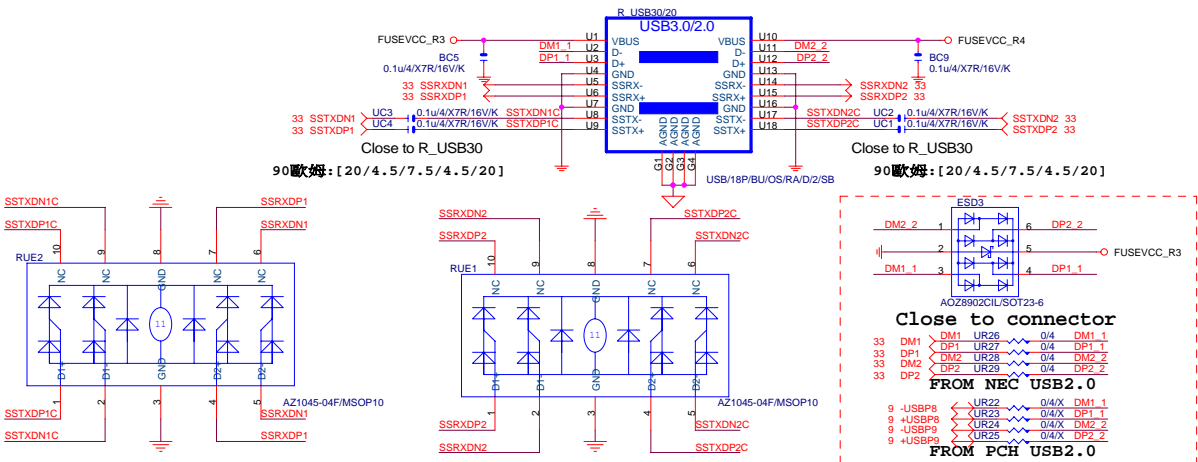 R_USB30/20
USB3.0/2.0
FUSEVCC_R3
U1
VBUS
VBUS
U10
FUSEVCC_R4
DM1_1
U2
D-
D-
U11
DM2_2
DP1_1
U3
D+
D+
U12
DP2_2
BC5
0.1u/4/X7R/16V/K
U4
GND
GND
U13
BC9
0.1u/4/X7R/16V/K
33 SSRXDN1
U5
SSRX-
SSRX-
U14
SSRXDN2 33
33 SSRXDP1
U6
SSRX+
SSRX+
U15
SSRXDP2 33
U7
GND
GND
U16
33 SSTXDN1
UC3
0.1u/4/X7R/16V/K
SSTXDN1C
U8
SSTX-
SSTX-
U17
SSTXDN2C
UC2
0.1u/4/X7R/16V/K
SSTXDN2 33
33 SSTXDP1
UC4
0.1u/4/X7R/16V/K
SSTXDP1C
U9
SSTX+
SSTX+
U18
SSTXDP2C
UC1
0.1u/4/X7R/16V/K
SSTXDP2 33
AGND
AGND
AGND
AGND
G1
G2
G3
G4
Close to R_USB30
Close to R_USB30
90歐姆:[20/4.5/7.5/4.5/20]
USB/18P/BU/OS/RA/D/2/SB
90歐姆:[20/4.5/7.5/4.5/20]
SSTXDN1C
SSRXDP1
SSTXDP1C
SSRXDN1
10
9
8
7
6
RUE2
NC
NC
GND
NC
NC
11
D1+
D1-
GND
D2+
D2-
AZ1045-04F/MSOP10
1
2
3
4
5
SSTXDP1C
SSRXDN1
SSTXDN1C
SSRXDP1
SSRXDN2
SSTXDP2C
SSRXDP2
SSTXDN2C
10
9
8
7
6
RUE1
NC
NC
GND
NC
NC
11
D1+
D1-
GND
D2+
D2-
AZ1045-04F/MSOP10
1
2
3
4
5
SSRXDP2
SSTXDN2C
SSRXDN2
SSTXDP2C
ESD3
DM2_2
1
6
DP2_2
2
5
FUSEVCC_R3
DM1_1
3
4
DP1_1
AOZ8902CIL/SOT23-6
Close to connector
33 DM1
DM1
UR26
0/4
DM1_1
33 DP1
DP1
UR27
0/4
DP1_1
33 DM2
DM2
UR28
0/4
DM2_2
33 DP2
DP2
UR29
0/4
DP2_2
FROM NEC USB2.0
9 -USBP8
UR22
0/4/X
DM1_1
9 +USBP8
UR23
0/4/X
DP1_1
9 -USBP9
UR24
0/4/X
DM2_2
9 +USBP9
UR25
0/4/X
DP2_2
FROM PCH USB2.0